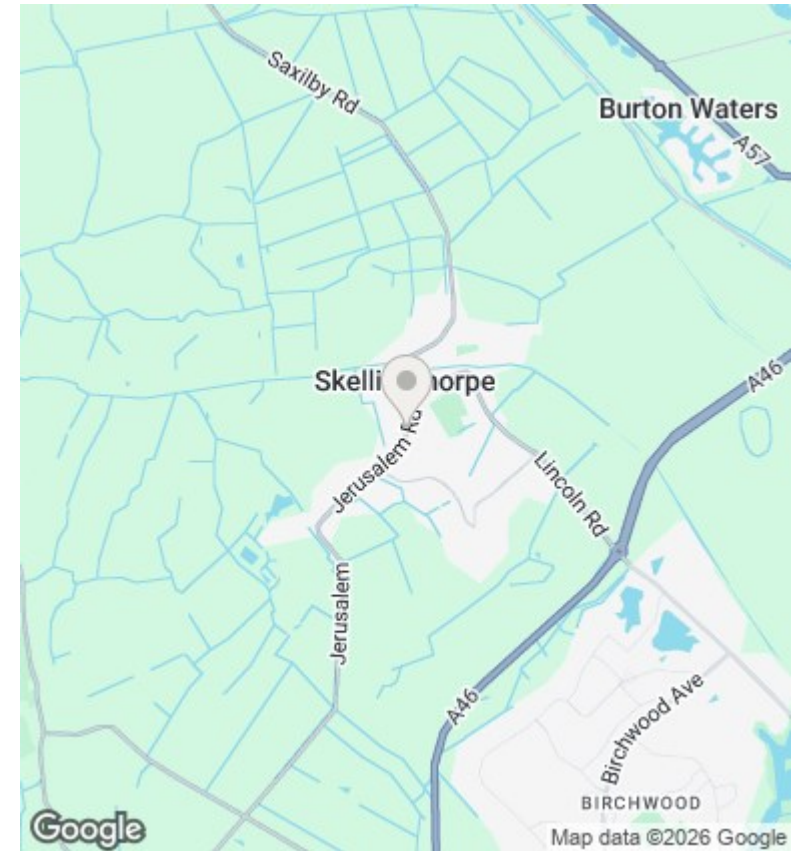 Saxilby Rd
Burton Waters
A57
Skelli horpe
A46
Jerusalem Rd
Lincoln Rd
Jerusalem
A46
Birchwood Ave
BIRCHWOOD
Google
Map data ©2026 Google